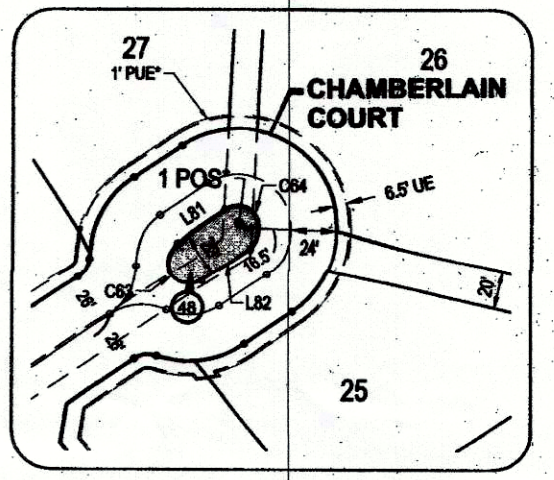 27
26
1' PUE*
CHAMBERLAIN
COURT
1 POS
C64
6.5' UE
L81
24'
16.5'
C63
26'
20'
48
L82
25